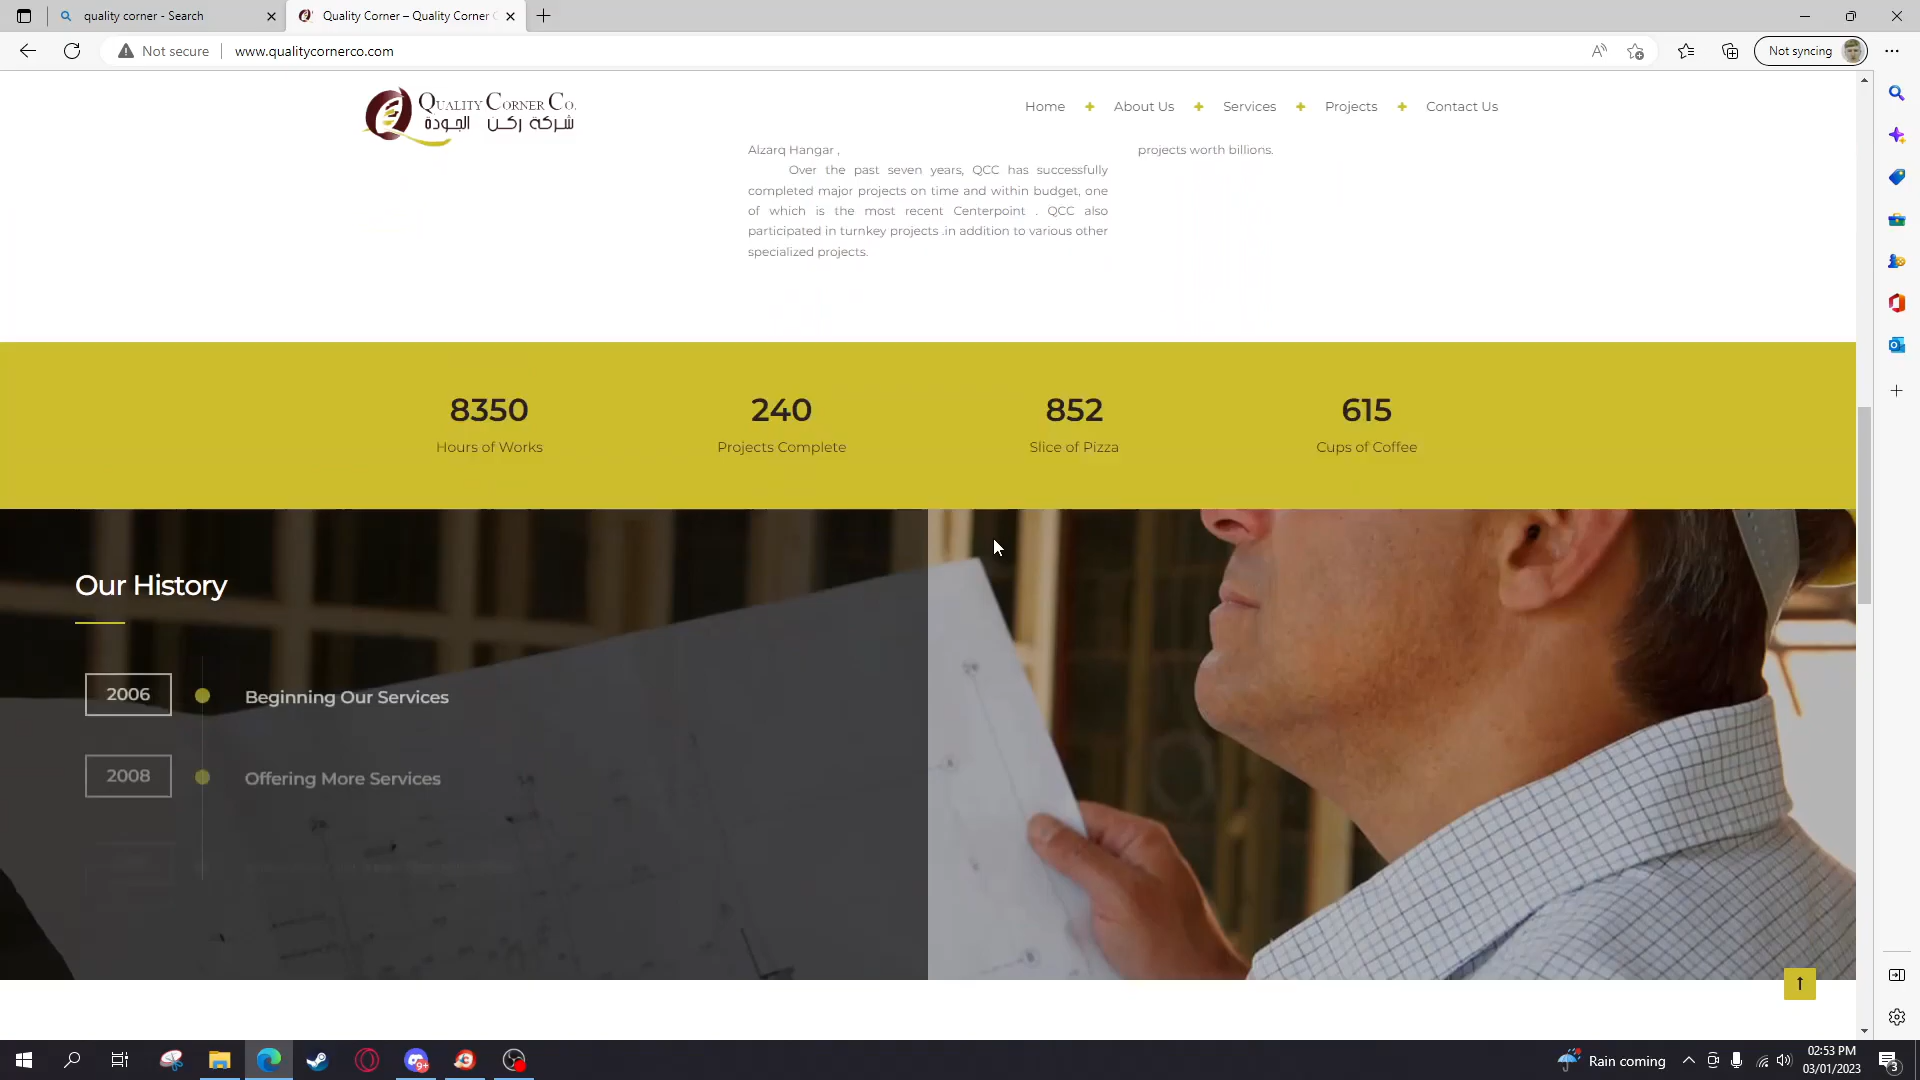 quality corner - Search
Quality Corner – Quality Corner C
Not secure
www.qualitycornerco.com
Not syncing
QUALITY CORNER CO.
شركة ركن الجودة
Home
About Us
Services
Projects
Contact Us
Alzarq Hangar ,
Over the past seven years, QCC has successfully
completed major projects on time and within budget, one
of which is the most recent Centerpoint . QCC also
participated in turnkey projects .in addition to various other
specialized projects.
projects worth billions.
8350
Hours of Works
240
Projects Complete
852
Slice of Pizza
615
Cups of Coffee
Our History
2006
Beginning Our Services
2008
Offering More Services
9+
Rain coming
02:53 PM
03/01/2023
3